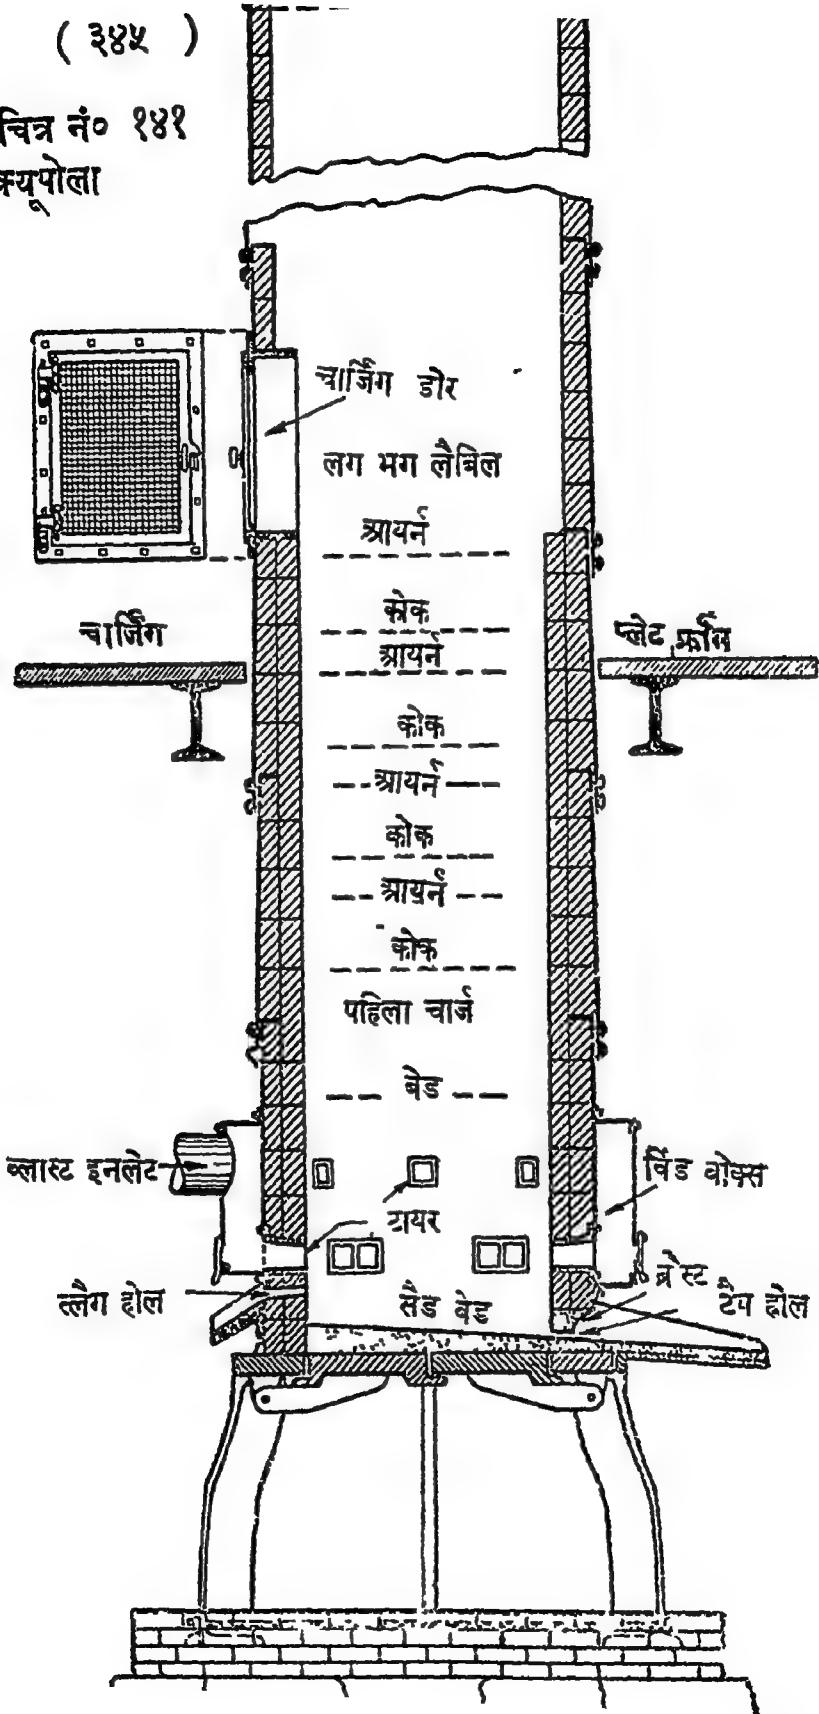 ( ३४५ )
चित्र नं० १४१
क्यूपोला
चार्जिंग डोर
लग भग लैविल
आयर्न
कोक
चार्जिंग
प्लेट फ्रॉम
आयर्न
कोक
आयर्न
कोक
आयर्न
कोक
पहिला चार्ज
बेड
ब्लास्ट इनलेट
विंड बोक्स
टायर
स्लैग होल
सैंड बेड
ब्रैस्ट
टैप होल